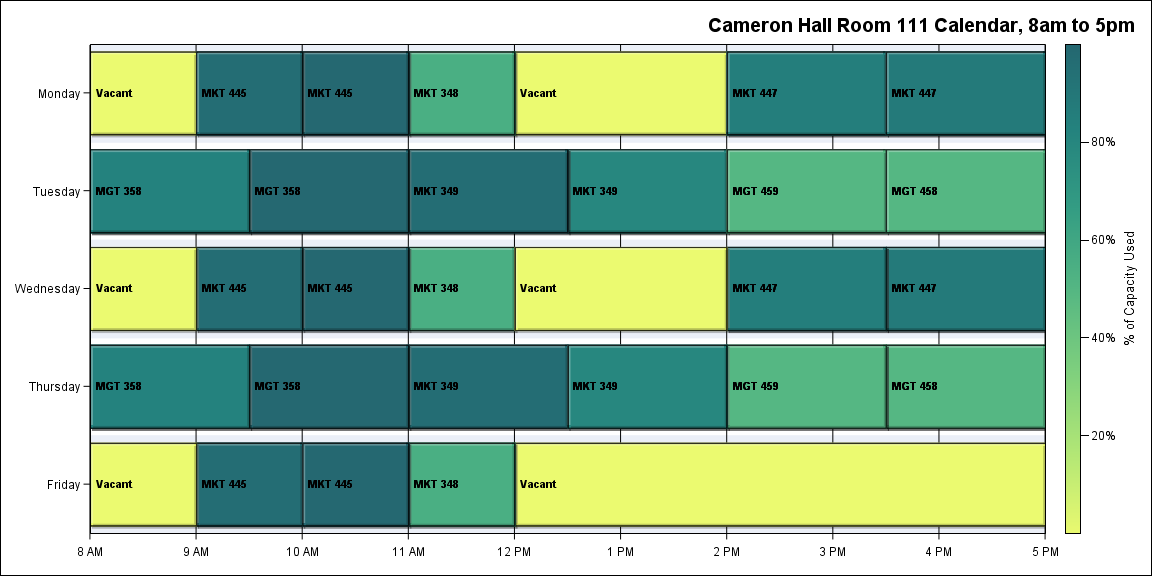 Cameron Hall Room 111 Calendar, 8am to 5pm
Monday
Vacant
MKT 445
MKT 445
MKT 348
Vacant
MKT 447
MKT 447
Tuesday
MGT 358
MGT 358
MKT 349
MKT 349
MGT 459
MGT 458
Wednesday
Vacant
MKT 445
MKT 445
MKT 348
Vacant
MKT 447
MKT 447
Thursday
MGT 358
MGT 358
MKT 349
MKT 349
MGT 459
MGT 458
Friday
Vacant
MKT 445
MKT 445
MKT 348
Vacant
8 AM
9 AM
10 AM
11 AM
12 PM
1 PM
2 PM
3 PM
4 PM
5 PM
80%
60%
40%
20%
% of Capacity Used